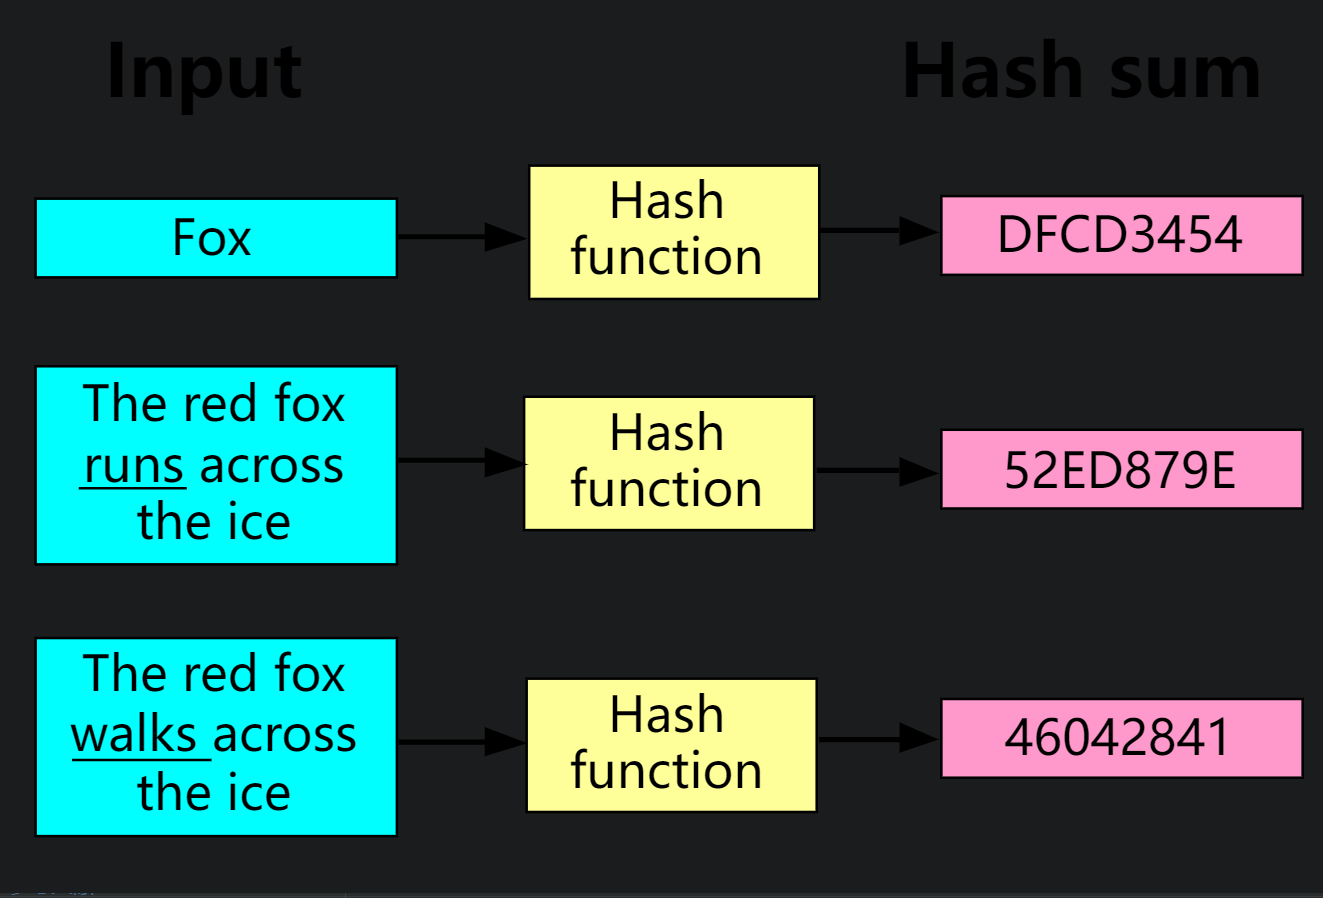 Input
Hash sum
Fox
Hash
function
DFCD3454
The red fox
runs across
the ice
Hash
function
52ED879E
The red fox
walks across
the ice
Hash
function
46042841